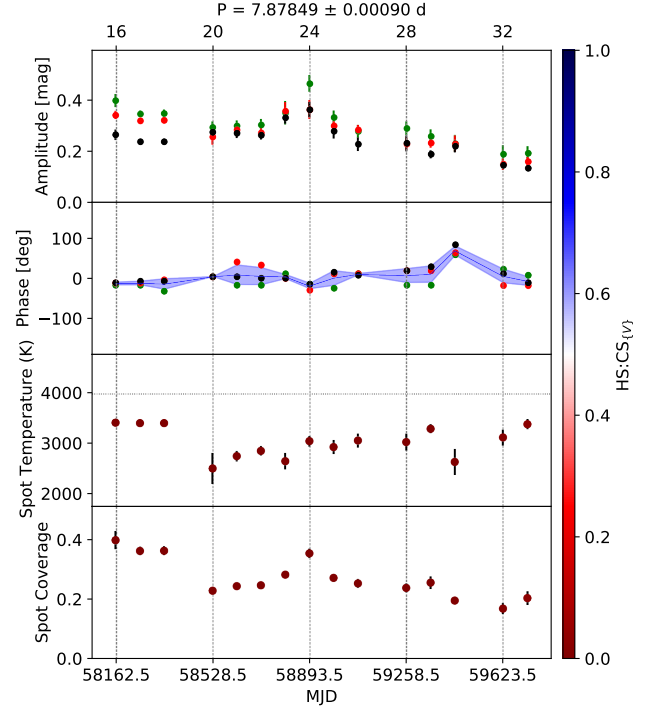 P = 7.87849 ± 0.00090 d
16 20 24 28 32
Amplitude [mag]
0.4
0.2
0.0
Phase [deg]
100
0
−100
Spot Temperature (K)
4000
3000
2000
Spot Coverage
0.4
0.2
0.0
58162.5 58528.5 58893.5 59258.5 59623.5
MJD
1.0
0.8
0.6
0.4
0.2
0.0
HS:CS{V}